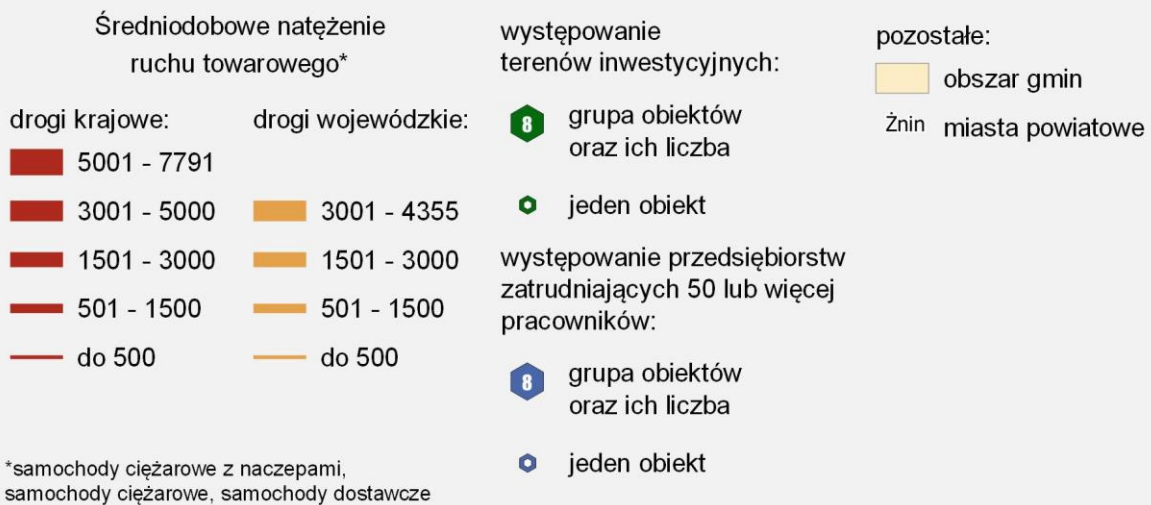 Średniodobowe natężenie
ruchu towarowego*
drogi krajowe:
5001 - 7791
3001 - 5000
1501 - 3000
501 - 1500
do 500
drogi wojewódzkie:
3001 - 4355
1501 - 3000
501 - 1500
do 500
*samochody ciężarowe z naczepami,
samochody ciężarowe, samochody dostawcze
występowanie
terenów inwestycyjnych:
8
grupa obiektów
oraz ich liczba
jeden obiekt
występowanie przedsiębiorstw
zatrudniających 50 lub więcej
pracowników:
8
grupa obiektów
oraz ich liczba
jeden obiekt
pozostałe:
obszar gmin
Żnin miasta powiatowe